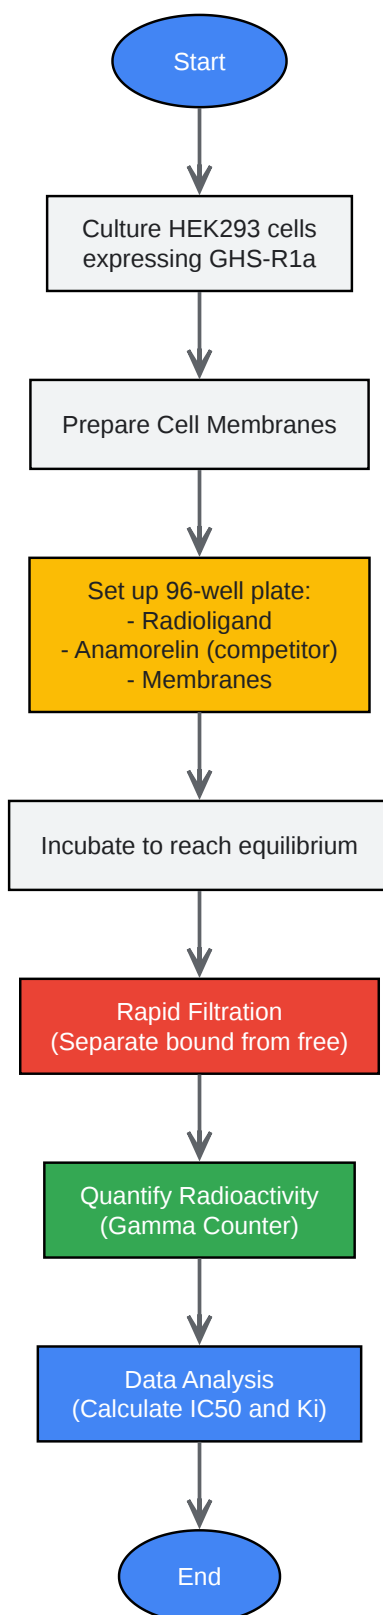 Start
Culture HEK293 cells
expressing GHS-R1a
Prepare Cell Membranes
Set up 96-well plate:
- Radioligand
- Anamorelin (competitor)
- Membranes
Incubate to reach equilibrium
Rapid Filtration
(Separate bound from free)
Quantify Radioactivity
(Gamma Counter)
Data Analysis
(Calculate IC50 and Ki)
End